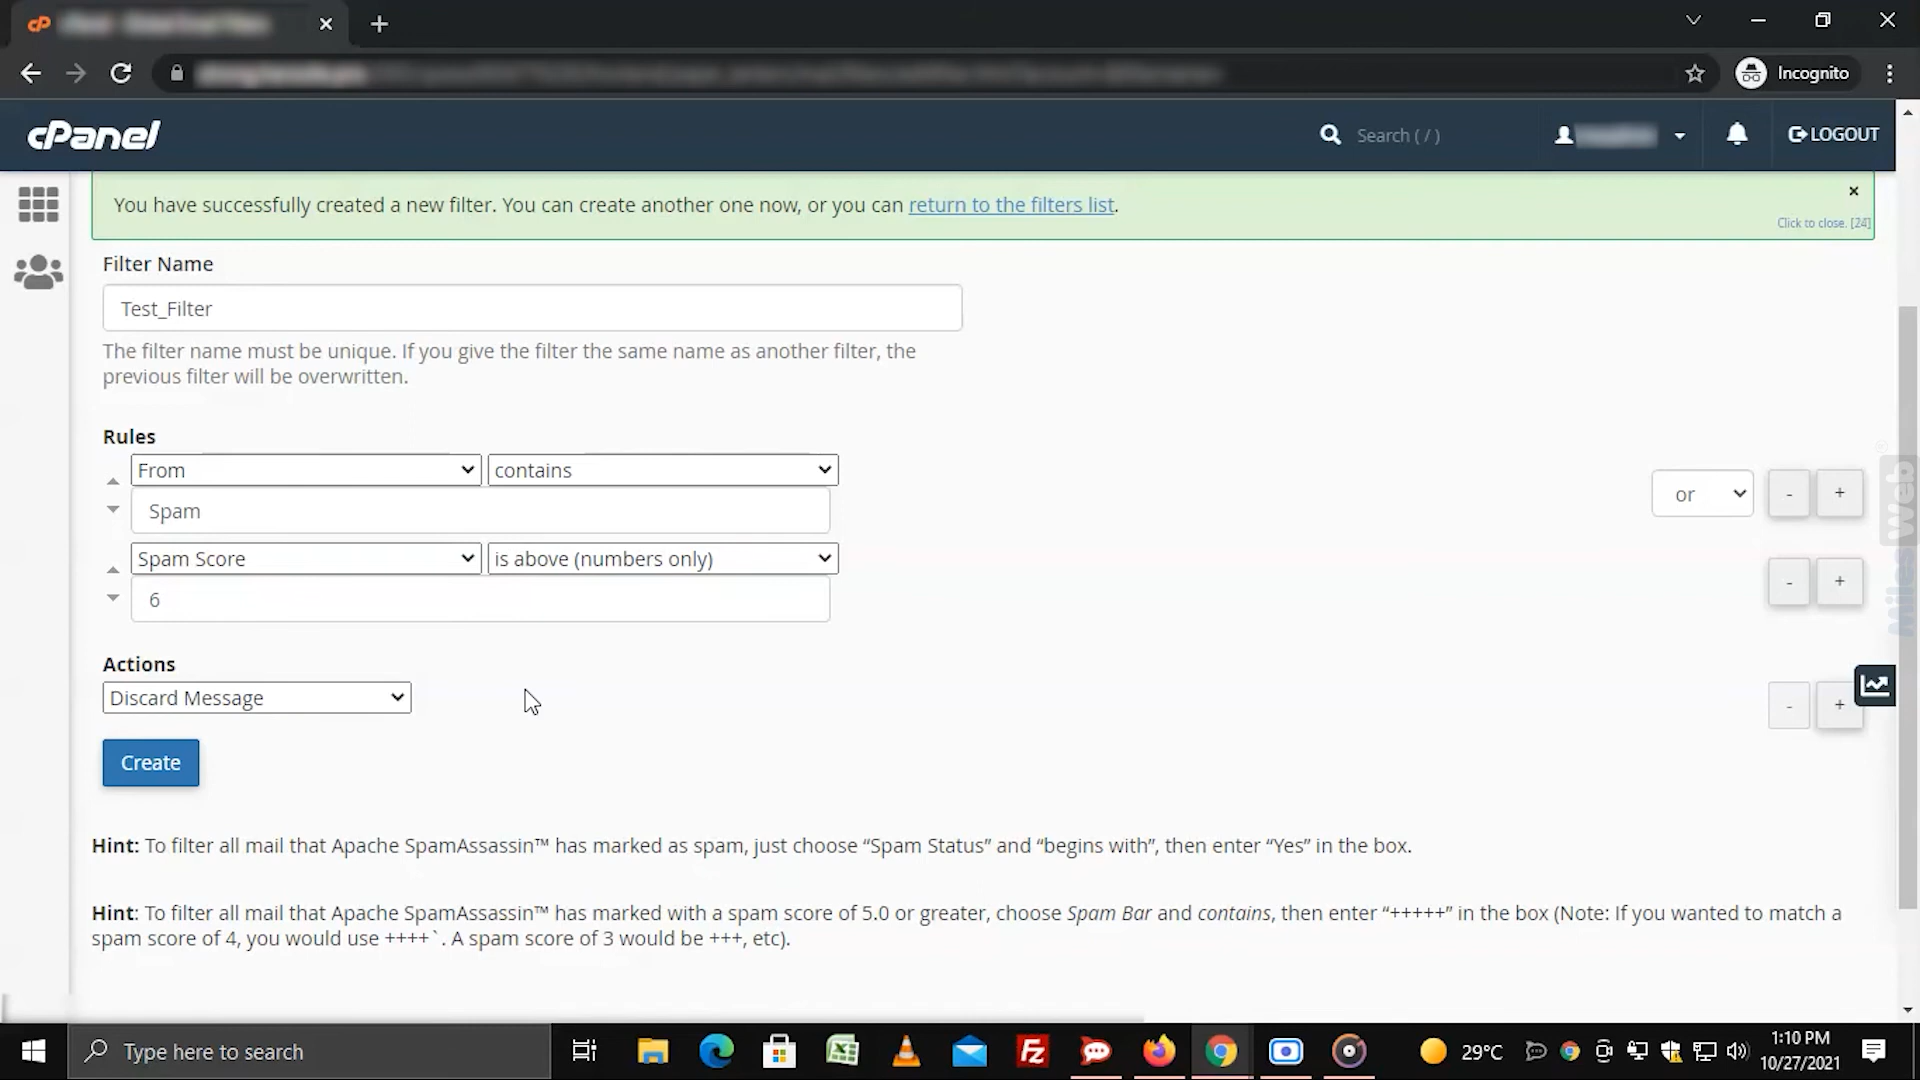 Incognito
cPanel
Search ( / )
LOGOUT
You have successfully created a new filter. You can create another one now, or you can return to the filters list.
Click to close. [24]
Filter Name
Test_Filter
The filter name must be unique. If you give the filter the same name as another filter, the
previous filter will be overwritten.
Rules
From contains
Spam
or - +
Spam Score is above (numbers only)
6
- +
Actions
Discard Message
- +
Create
MilesWeb
Hint: To filter all mail that Apache SpamAssassin™ has marked as spam, just choose “Spam Status” and “begins with”, then enter “Yes” in the box.
Hint: To filter all mail that Apache SpamAssassin™ has marked with a spam score of 5.0 or greater, choose Spam Bar and contains, then enter “+++++” in the box (Note: If you wanted to match a
spam score of 4, you would use ++++`. A spam score of 3 would be +++, etc).
Type here to search
29°C
1:10 PM
10/27/2021